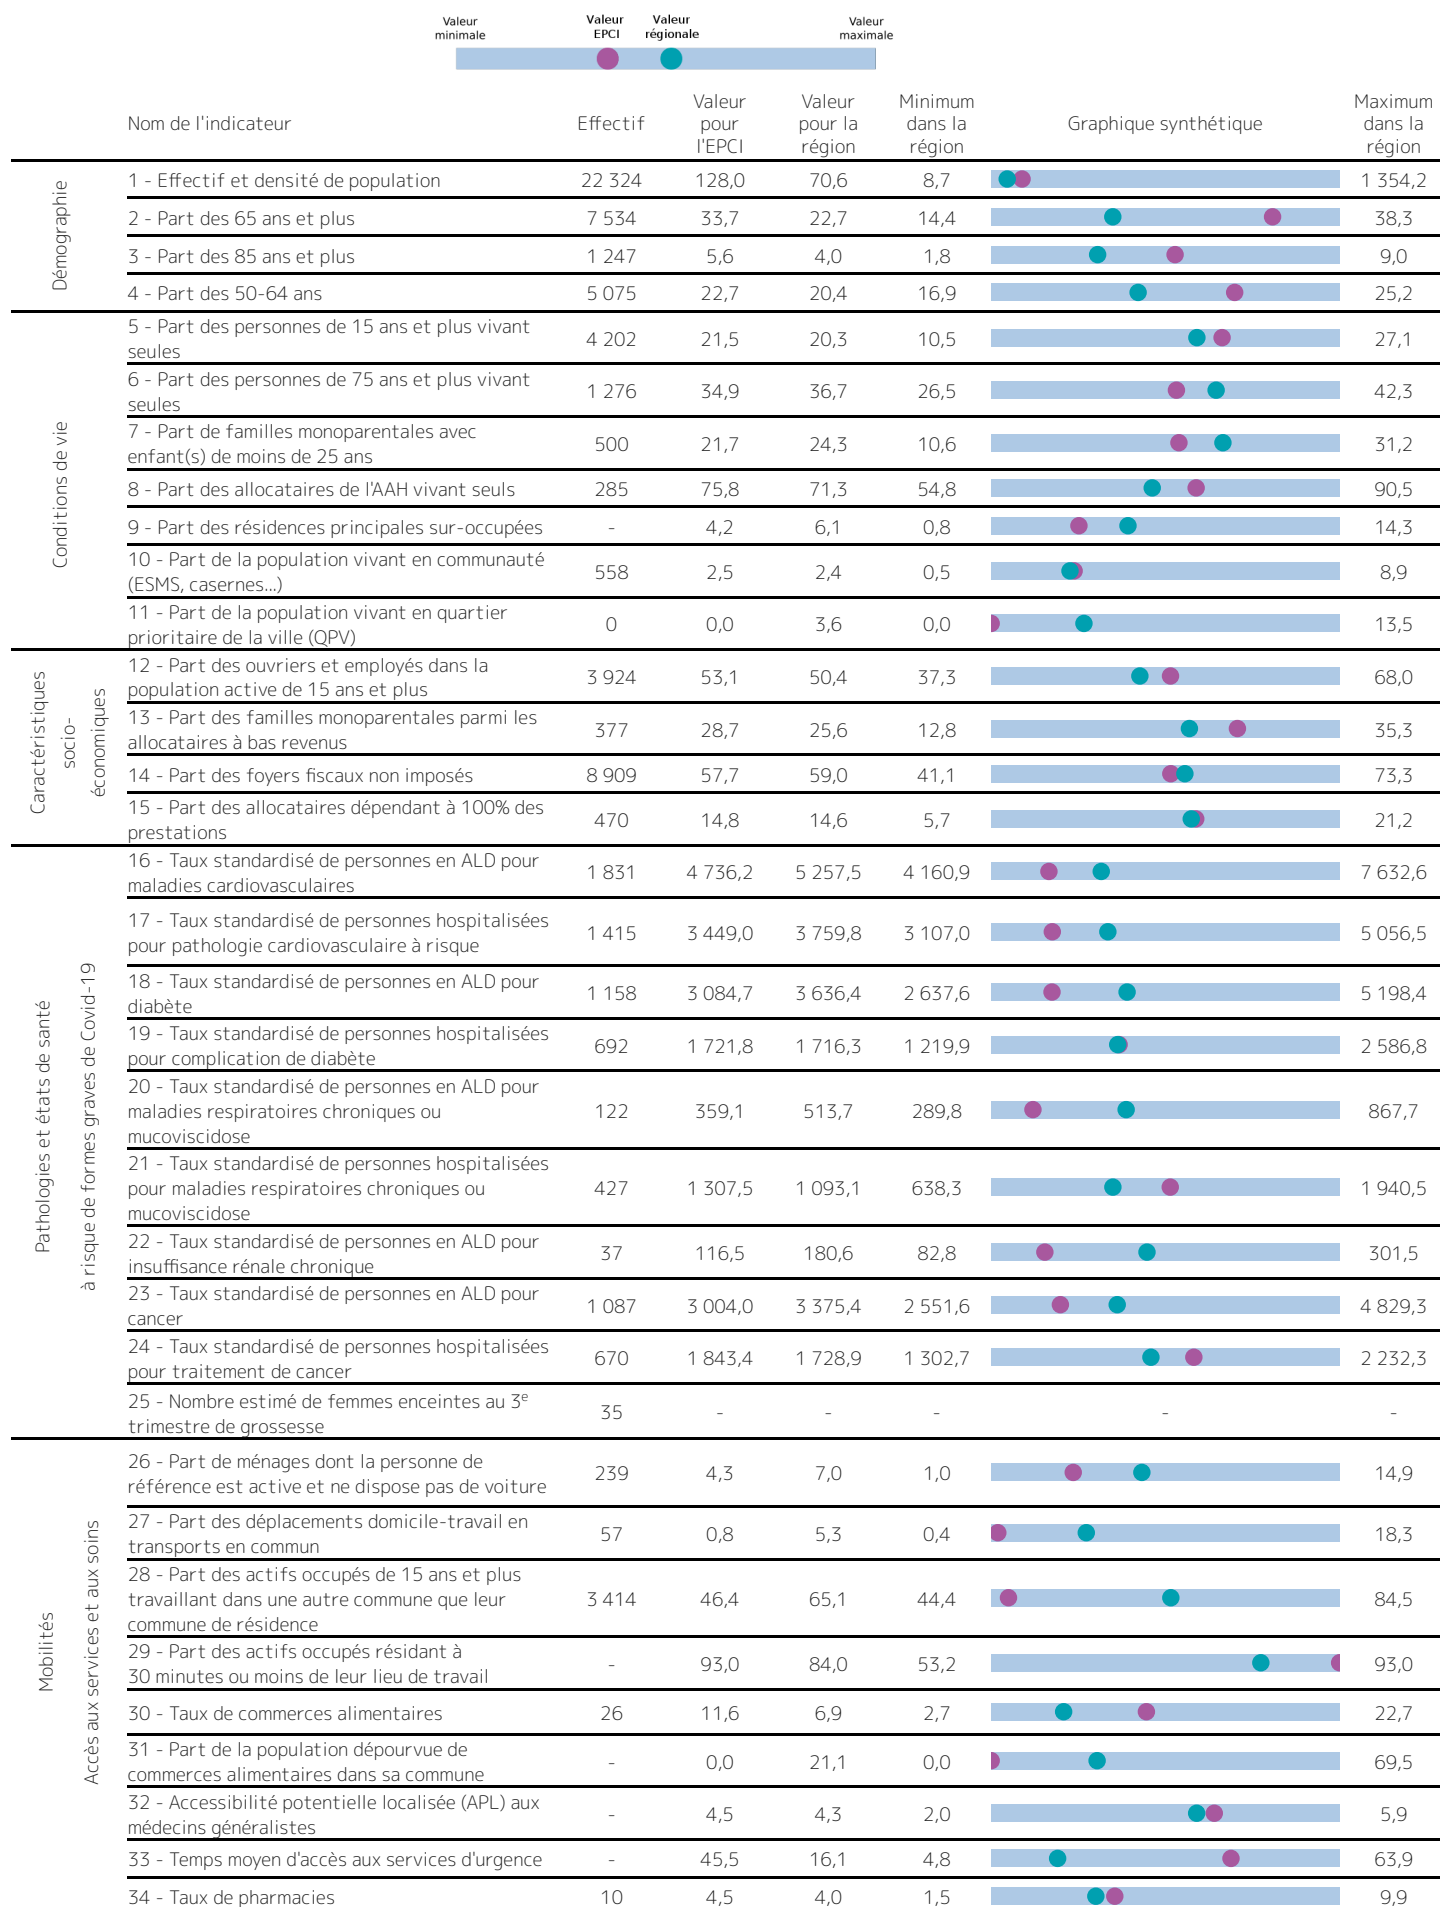 Valeur minimale
Valeur EPCI
Valeur régionale
Valeur maximale
Nom de l'indicateur
Effectif
Valeur pour l'EPCI
Valeur pour la région
Minimum dans la région
Graphique synthétique
Maximum dans la région
Démographie
1 - Effectif et densité de population 22 324 128,0 70,6 8,7 1 354,2
2 - Part des 65 ans et plus 7 534 33,7 22,7 14,4 38,3
3 - Part des 85 ans et plus 1 247 5,6 4,0 1,8 9,0
4 - Part des 50-64 ans 5 075 22,7 20,4 16,9 25,2
Conditions de vie
5 - Part des personnes de 15 ans et plus vivant
seules 4 202 21,5 20,3 10,5 27,1
6 - Part des personnes de 75 ans et plus vivant
seules 1 276 34,9 36,7 26,5 42,3
7 - Part de familles monoparentales avec
enfant(s) de moins de 25 ans 500 21,7 24,3 10,6 31,2
8 - Part des allocataires de l'AAH vivant seuls 285 75,8 71,3 54,8 90,5
9 - Part des résidences principales sur-occupées - 4,2 6,1 0,8 14,3
10 - Part de la population vivant en communauté
(ESMS, casernes...) 558 2,5 2,4 0,5 8,9
11 - Part de la population vivant en quartier
prioritaire de la ville (QPV) 0 0,0 3,6 0,0 13,5
Caractéristiques
socio-
économiques
12 - Part des ouvriers et employés dans la
population active de 15 ans et plus 3 924 53,1 50,4 37,3 68,0
13 - Part des familles monoparentales parmi les
allocataires à bas revenus 377 28,7 25,6 12,8 35,3
14 - Part des foyers fiscaux non imposés 8 909 57,7 59,0 41,1 73,3
15 - Part des allocataires dépendant à 100% des
prestations 470 14,8 14,6 5,7 21,2
Pathologies et états de santé
à risque de formes graves de Covid-19
16 - Taux standardisé de personnes en ALD pour
maladies cardiovasculaires 1 831 4 736,2 5 257,5 4 160,9 7 632,6
17 - Taux standardisé de personnes hospitalisées
pour pathologie cardiovasculaire à risque 1 415 3 449,0 3 759,8 3 107,0 5 056,5
18 - Taux standardisé de personnes en ALD pour
diabète 1 158 3 084,7 3 636,4 2 637,6 5 198,4
19 - Taux standardisé de personnes hospitalisées
pour complication de diabète 692 1 721,8 1 716,3 1 219,9 2 586,8
20 - Taux standardisé de personnes en ALD pour
maladies respiratoires chroniques ou 122 359,1 513,7 289,8 867,7
mucoviscidose
21 - Taux standardisé de personnes hospitalisées
pour maladies respiratoires chroniques ou 427 1 307,5 1 093,1 638,3 1 940,5
mucoviscidose
22 - Taux standardisé de personnes en ALD pour
insuffisance rénale chronique 37 116,5 180,6 82,8 301,5
23 - Taux standardisé de personnes en ALD pour
cancer 1 087 3 004,0 3 375,4 2 551,6 4 829,3
24 - Taux standardisé de personnes hospitalisées
pour traitement de cancer 670 1 843,4 1 728,9 1 302,7 2 232,3
25 - Nombre estimé de femmes enceintes au 3e
trimestre de grossesse 35 - - - - -
Mobilités
Accès aux services et aux soins
26 - Part de ménages dont la personne de
référence est active et ne dispose pas de voiture 239 4,3 7,0 1,0 14,9
27 - Part des déplacements domicile-travail en
transports en commun 57 0,8 5,3 0,4 18,3
28 - Part des actifs occupés de 15 ans et plus
travaillant dans une autre commune que leur 3 414 46,4 65,1 44,4 84,5
commune de résidence
29 - Part des actifs occupés résidant à
30 minutes ou moins de leur lieu de travail - 93,0 84,0 53,2 93,0
30 - Taux de commerces alimentaires 26 11,6 6,9 2,7 22,7
31 - Part de la population dépourvue de
commerces alimentaires dans sa commune - 0,0 21,1 0,0 69,5
32 - Accessibilité potentielle localisée (APL) aux
médecins généralistes - 4,5 4,3 2,0 5,9
33 - Temps moyen d'accès aux services d'urgence - 45,5 16,1 4,8 63,9
34 - Taux de pharmacies 10 4,5 4,0 1,5 9,9